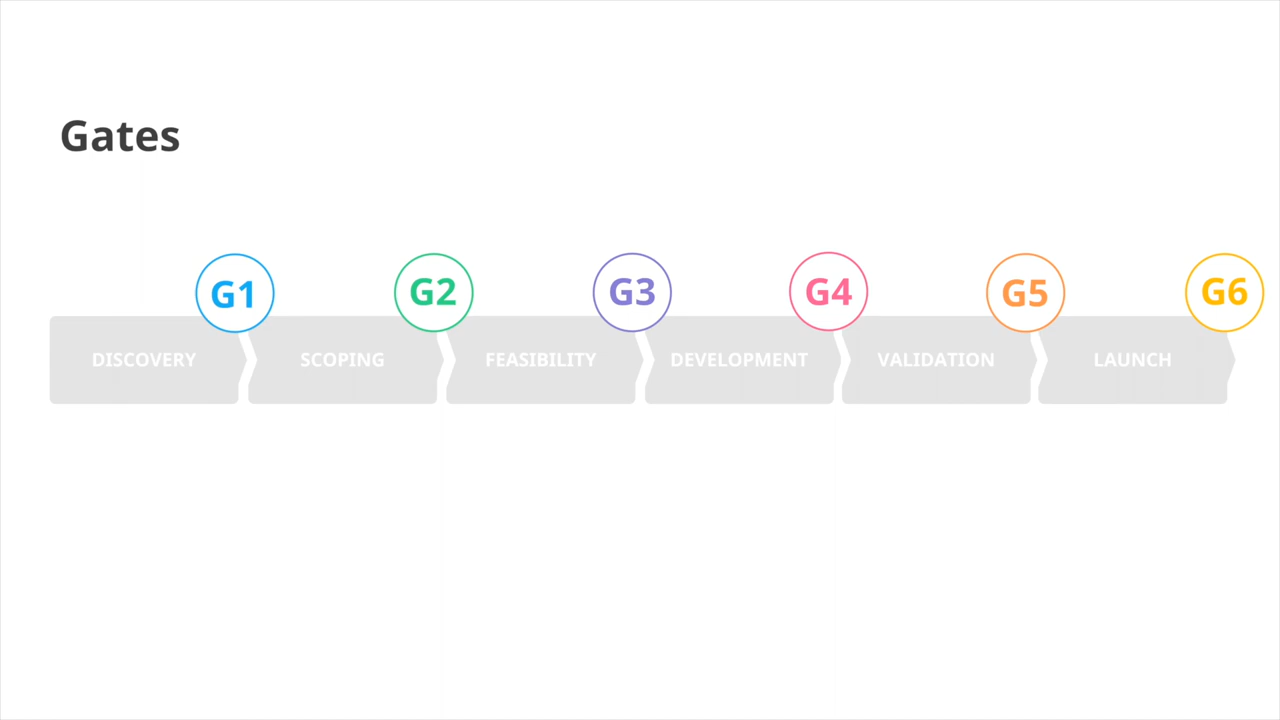 Gates
G1 G2 G3 G4 G5 G6
DISCOVERY SCOPING FEASIBILITY DEVELOPMENT VALIDATION LAUNCH